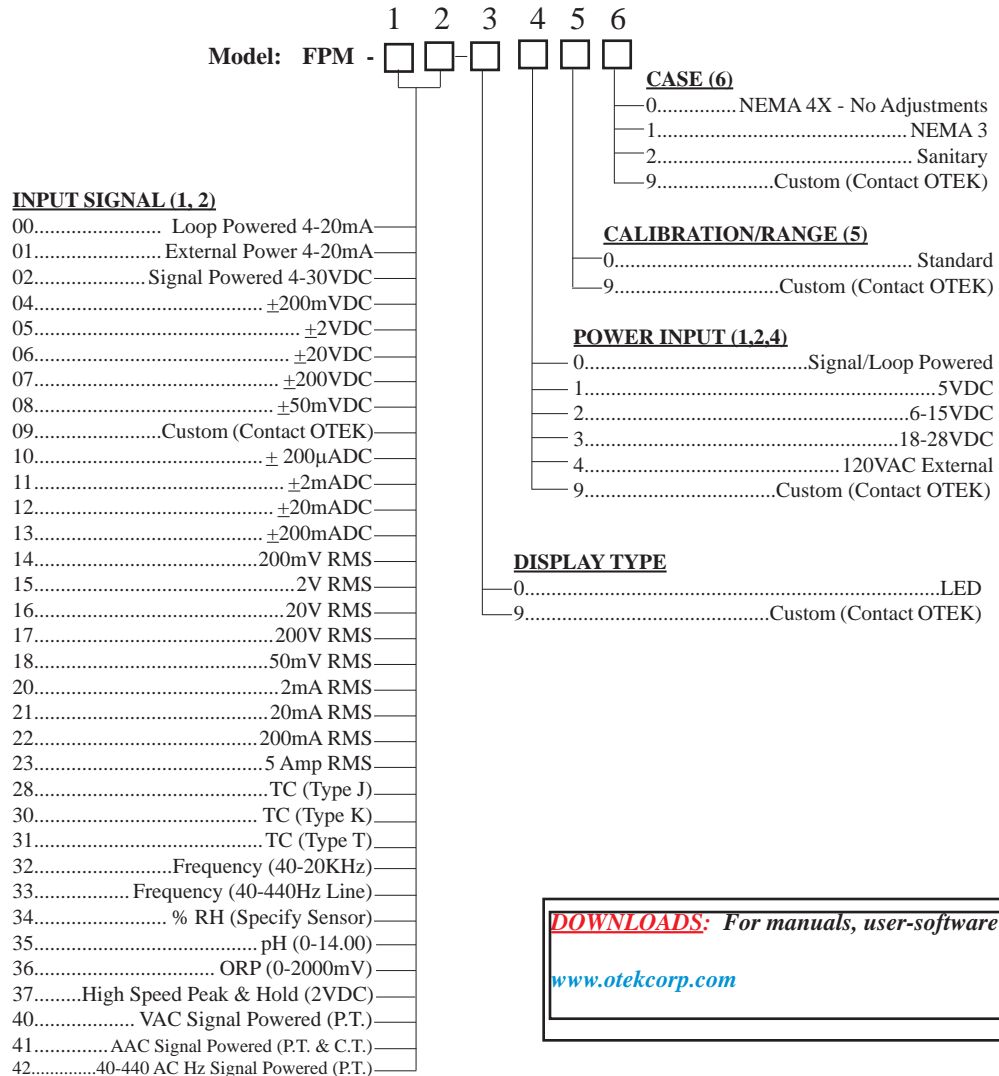 1 2 3 4 5 6
Model: FPM - -
CASE (6)
0..............NEMA 4X - No Adjustments
1............................................NEMA 3
2............................................ Sanitary
9......................Custom (Contact OTEK)
CALIBRATION/RANGE (5)
0.................................................... Standard
9............................Custom (Contact OTEK)
POWER INPUT (1,2,4)
0......................................Signal/Loop Powered
1..............................................................5VDC
2.........................................................6-15VDC
3.......................................................18-28VDC
4.............................................120VAC External
9.................................Custom (Contact OTEK)
DISPLAY TYPE
0.......................................................................LED
9..........................................Custom (Contact OTEK)
INPUT SIGNAL (1, 2)
00....................... Loop Powered 4-20mA
01......................External Power 4-20mA
02....................Signal Powered 4-30VDC
04........................................ ±200mVDC
05.............................................. ±2VDC
06............................................ ±20VDC
07.......................................... ±200VDC
08......................................... ±50mVDC
09......................Custom (Contact OTEK)
10........................................ ± 200µADC
11............................................ ±2mADC
12.......................................... ±20mADC
13........................................ ±200mADC
14.......................................200mV RMS
15.............................................2V RMS
16...........................................20V RMS
17.........................................200V RMS
18.........................................50mV RMS
20..........................................2mA RMS
21........................................20mA RMS
22.......................................200mA RMS
23........................................5 Amp RMS
28.........................................TC (Type J)
30....................................... TC (Type K)
31........................................TC (Type T)
32........................Frequency (40-20KHz)
33................. Frequency (40-440Hz Line)
34....................... % RH (Specify Sensor)
35....................................... pH (0-14.00)
36................................ ORP (0-2000mV)
37.........High Speed Peak & Hold (2VDC)
40.................. VAC Signal Powered (P.T.)
41..............AAC Signal Powered (P.T. & C.T.)
42.............40-440 AC Hz Signal Powered (P.T.)
DOWNLOADS: For manuals, user-software
www.otekcorp.com